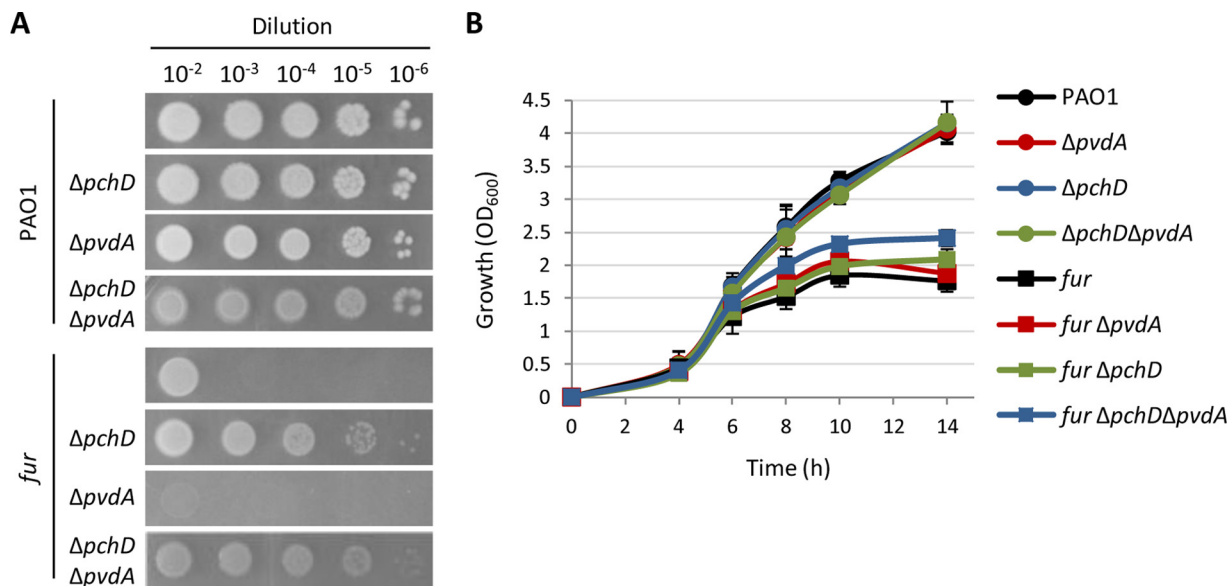 A
Dilution
10⁻² 10⁻³ 10⁻⁴ 10⁻⁵ 10⁻⁶
PAO1
ΔpchD
ΔpvdA
ΔpchD
ΔpvdA
fur
ΔpchD
ΔpvdA
ΔpchD
ΔpvdA
B
Growth (OD₆₀₀)
4.5
4
3.5
3
2.5
2
1.5
1
0.5
0
0 2 4 6 8 10 12 14
Time (h)
PAO1
ΔpvdA
ΔpchD
ΔpchDΔpvdA
fur
fur ΔpvdA
fur ΔpchD
fur ΔpchDΔpvdA